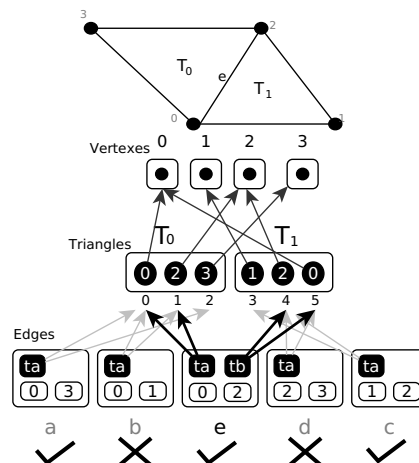 3 2
T0
e
T1
0 1
0 1 2 3
Vertexes
T0 T1
Triangles
0 2 3 1 2 0
0 1 2 3 4 5
Edges
ta ta ta tb ta ta
0 3 0 1 0 2 2 3 1 2
a b e d c